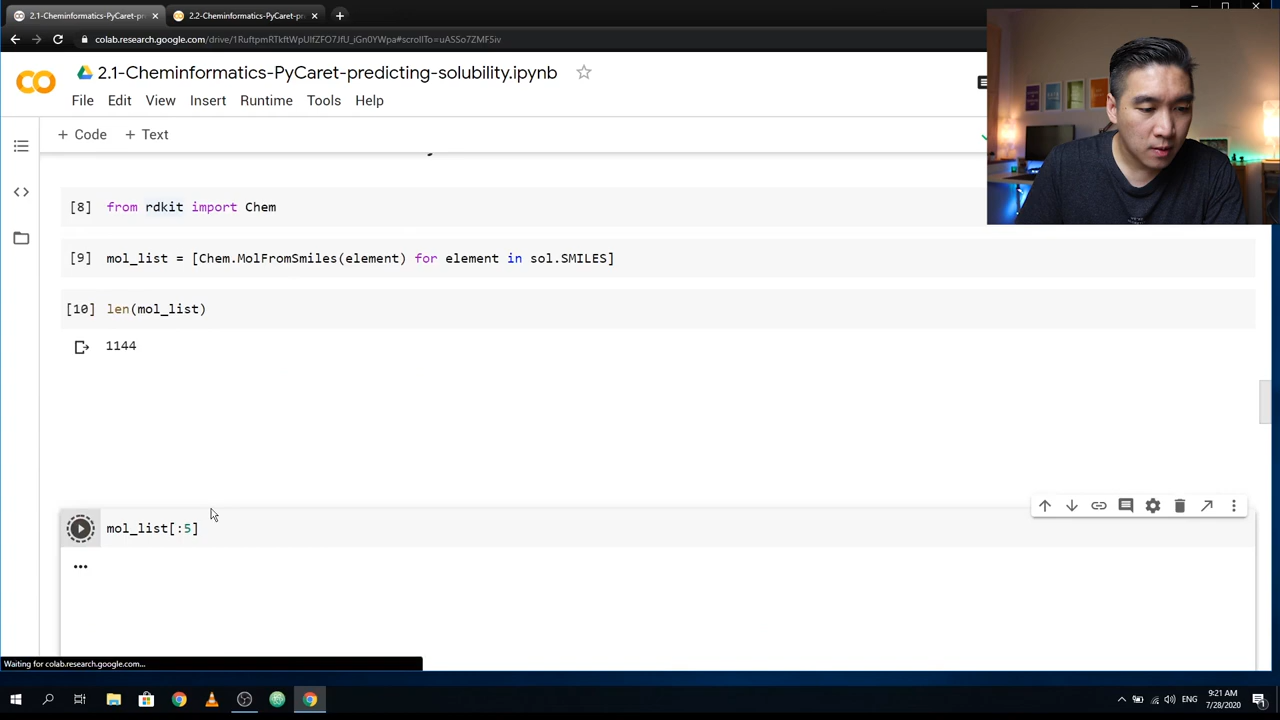 2.1-Cheminformatics-PyCaret-pr
2.2-Cheminformatics-PyCaret-pr
colab.research.google.com/drive/1RuftpmRTkftWpUlfZFO7JfU_iGn0YWpa#scrollTo=uASSo7ZMF5iv
2.1-Cheminformatics-PyCaret-predicting-solubility.ipynb
File Edit View Insert Runtime Tools Help
+ Code + Text
[8] from rdkit import Chem
[9] mol_list = [Chem.MolFromSmiles(element) for element in sol.SMILES]
[10] len(mol_list)
1144
mol_list[:5]
Waiting for colab.research.google.com...
ENG
9:21 AM
7/28/2020